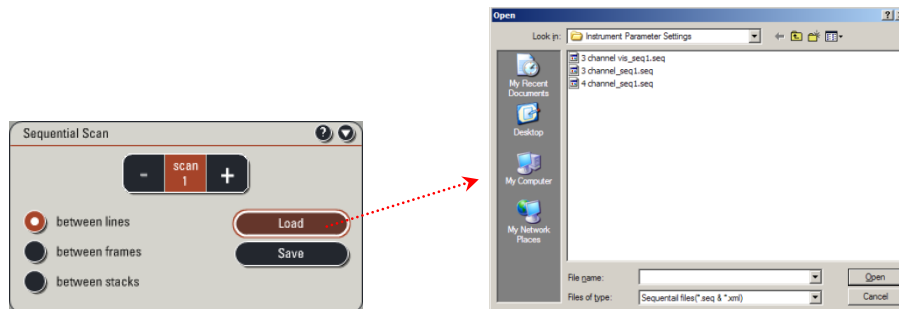 Sequential Scan
?
-
scan
1
+
between lines
Load
between frames
Save
between stacks
Open
?
Look in:
Instrument Parameter Settings
3 channel vis_seq1.seq
3 channel_seq1.seq
4 channel_seq1.seq
My Recent
Documents
Desktop
My Computer
My Network
Places
File name:
Open
Files of type:
Sequentail files(*.seq & *.xml)
Cancel